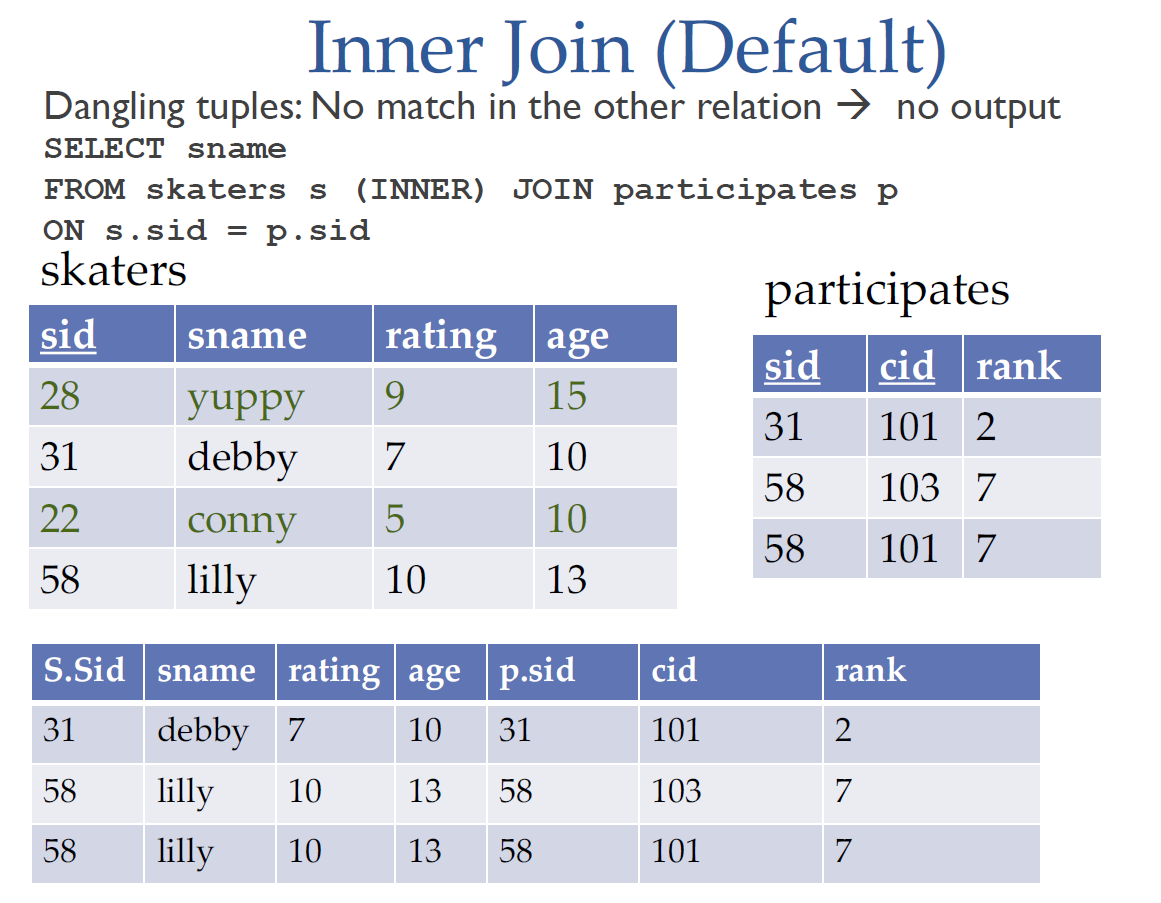 Inner Join (Default)
Dangling tuples: No match in the other relation → no output
SELECT sname
FROM skaters s (INNER) JOIN participates p
ON s.sid = p.sid
skaters
sid sname rating age
28 yuppy 9 15
31 debby 7 10
22 conny 5 10
58 lilly 10 13
participates
sid cid rank
31 101 2
58 103 7
58 101 7
S.Sid sname rating age p.sid cid rank
31 debby 7 10 31 101 2
58 lilly 10 13 58 103 7
58 lilly 10 13 58 101 7